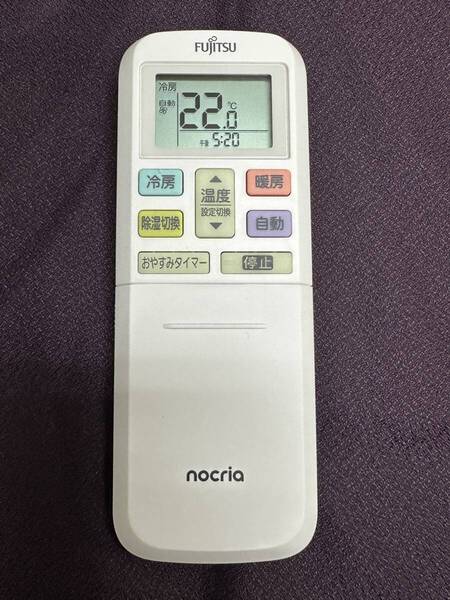 FUJITSU
冷房
自動
22.0℃
午後 5:20
冷房
温度
設定切換
暖房
除湿切換
自動
おやすみタイマー
停止
nocria